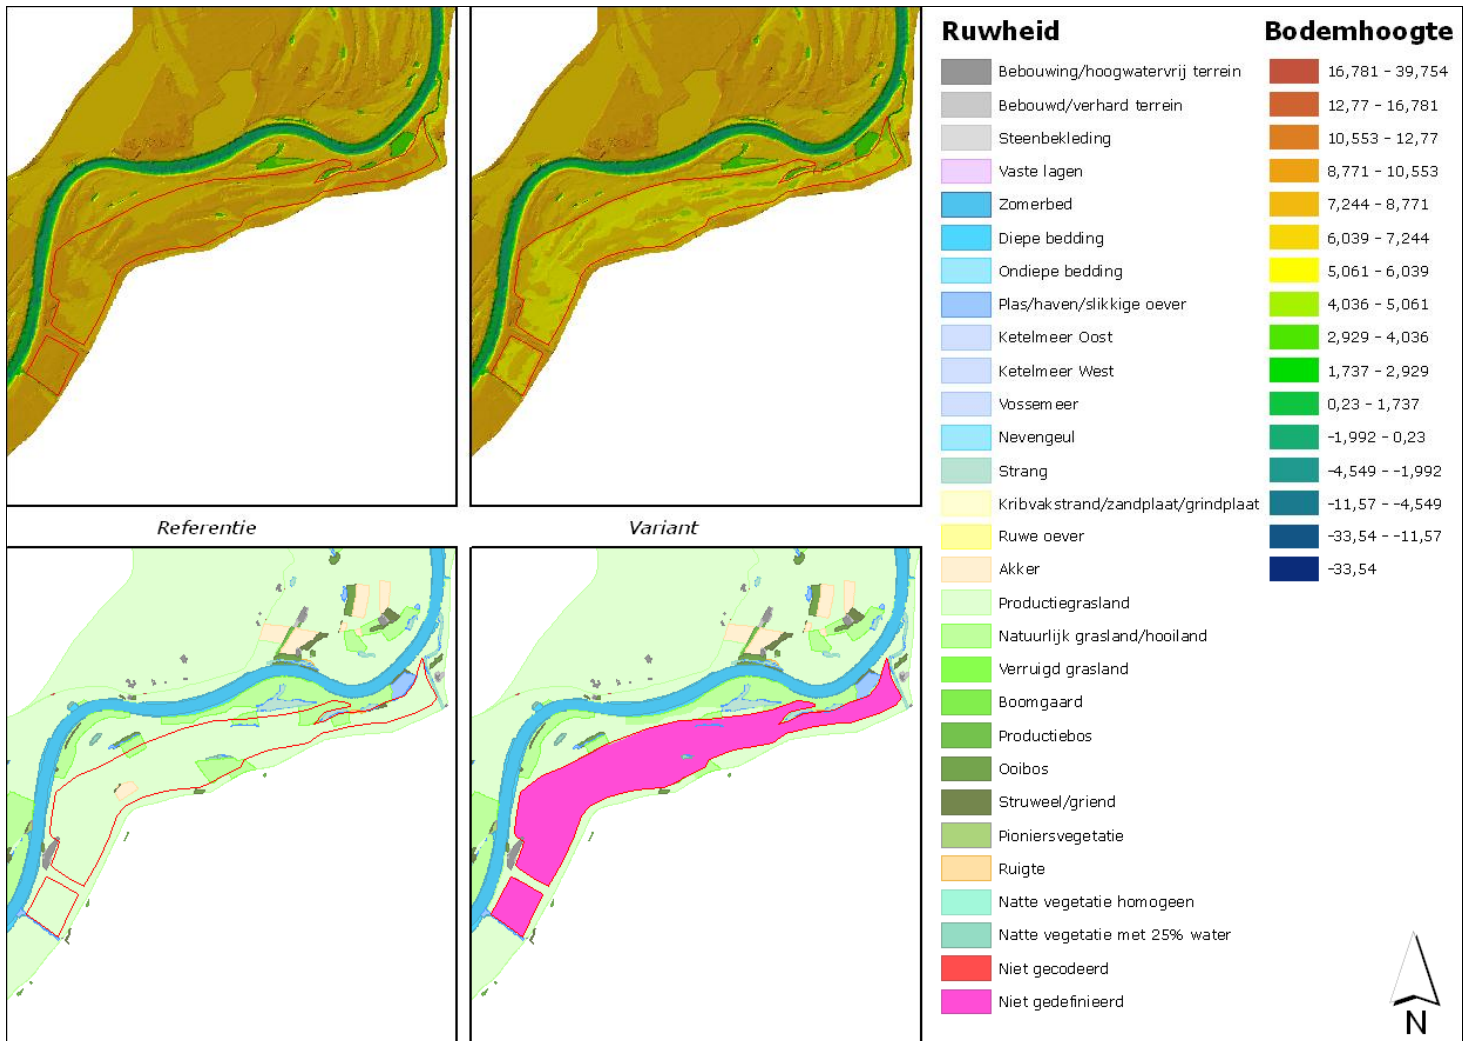 Referentie
Variant
Ruwheid
Bebouwing/hoogwatervrij terrein
Bebouwd/verhard terrein
Steenbekleding
Vaste lagen
Zomerbed
Diepe bedding
Ondiepe bedding
Plas/haven/slikkige oever
Ketelmeer Oost
Ketelmeer West
Vossemeer
Nevengeul
Strang
Kribvakstrand/zandplaat/grindplaat
Ruwe oever
Akker
Productiegrasland
Natuurlijk grasland/hooiland
Verruigd grasland
Boomgaard
Productiebos
Ooibos
Struweel/griend
Pioniersvegetatie
Ruigte
Natte vegetatie homogeen
Natte vegetatie met 25% water
Niet gecodeerd
Niet gedefinieerd
Bodemhoogte
16,781 - 39,754
12,77 - 16,781
10,553 - 12,77
8,771 - 10,553
7,244 - 8,771
6,039 - 7,244
5,061 - 6,039
4,036 - 5,061
2,929 - 4,036
1,737 - 2,929
0,23 - 1,737
-1,992 - 0,23
-4,549 - -1,992
-11,57 - -4,549
-33,54 - -11,57
-33,54
N